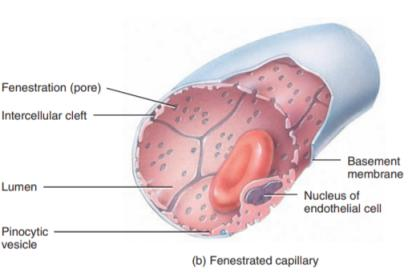 Fenestration (pore)
Intercellular cleft
Lumen
Pinocytic
vesicle
Basement
membrane
Nucleus of
endothelial cell
(b) Fenestrated capillary